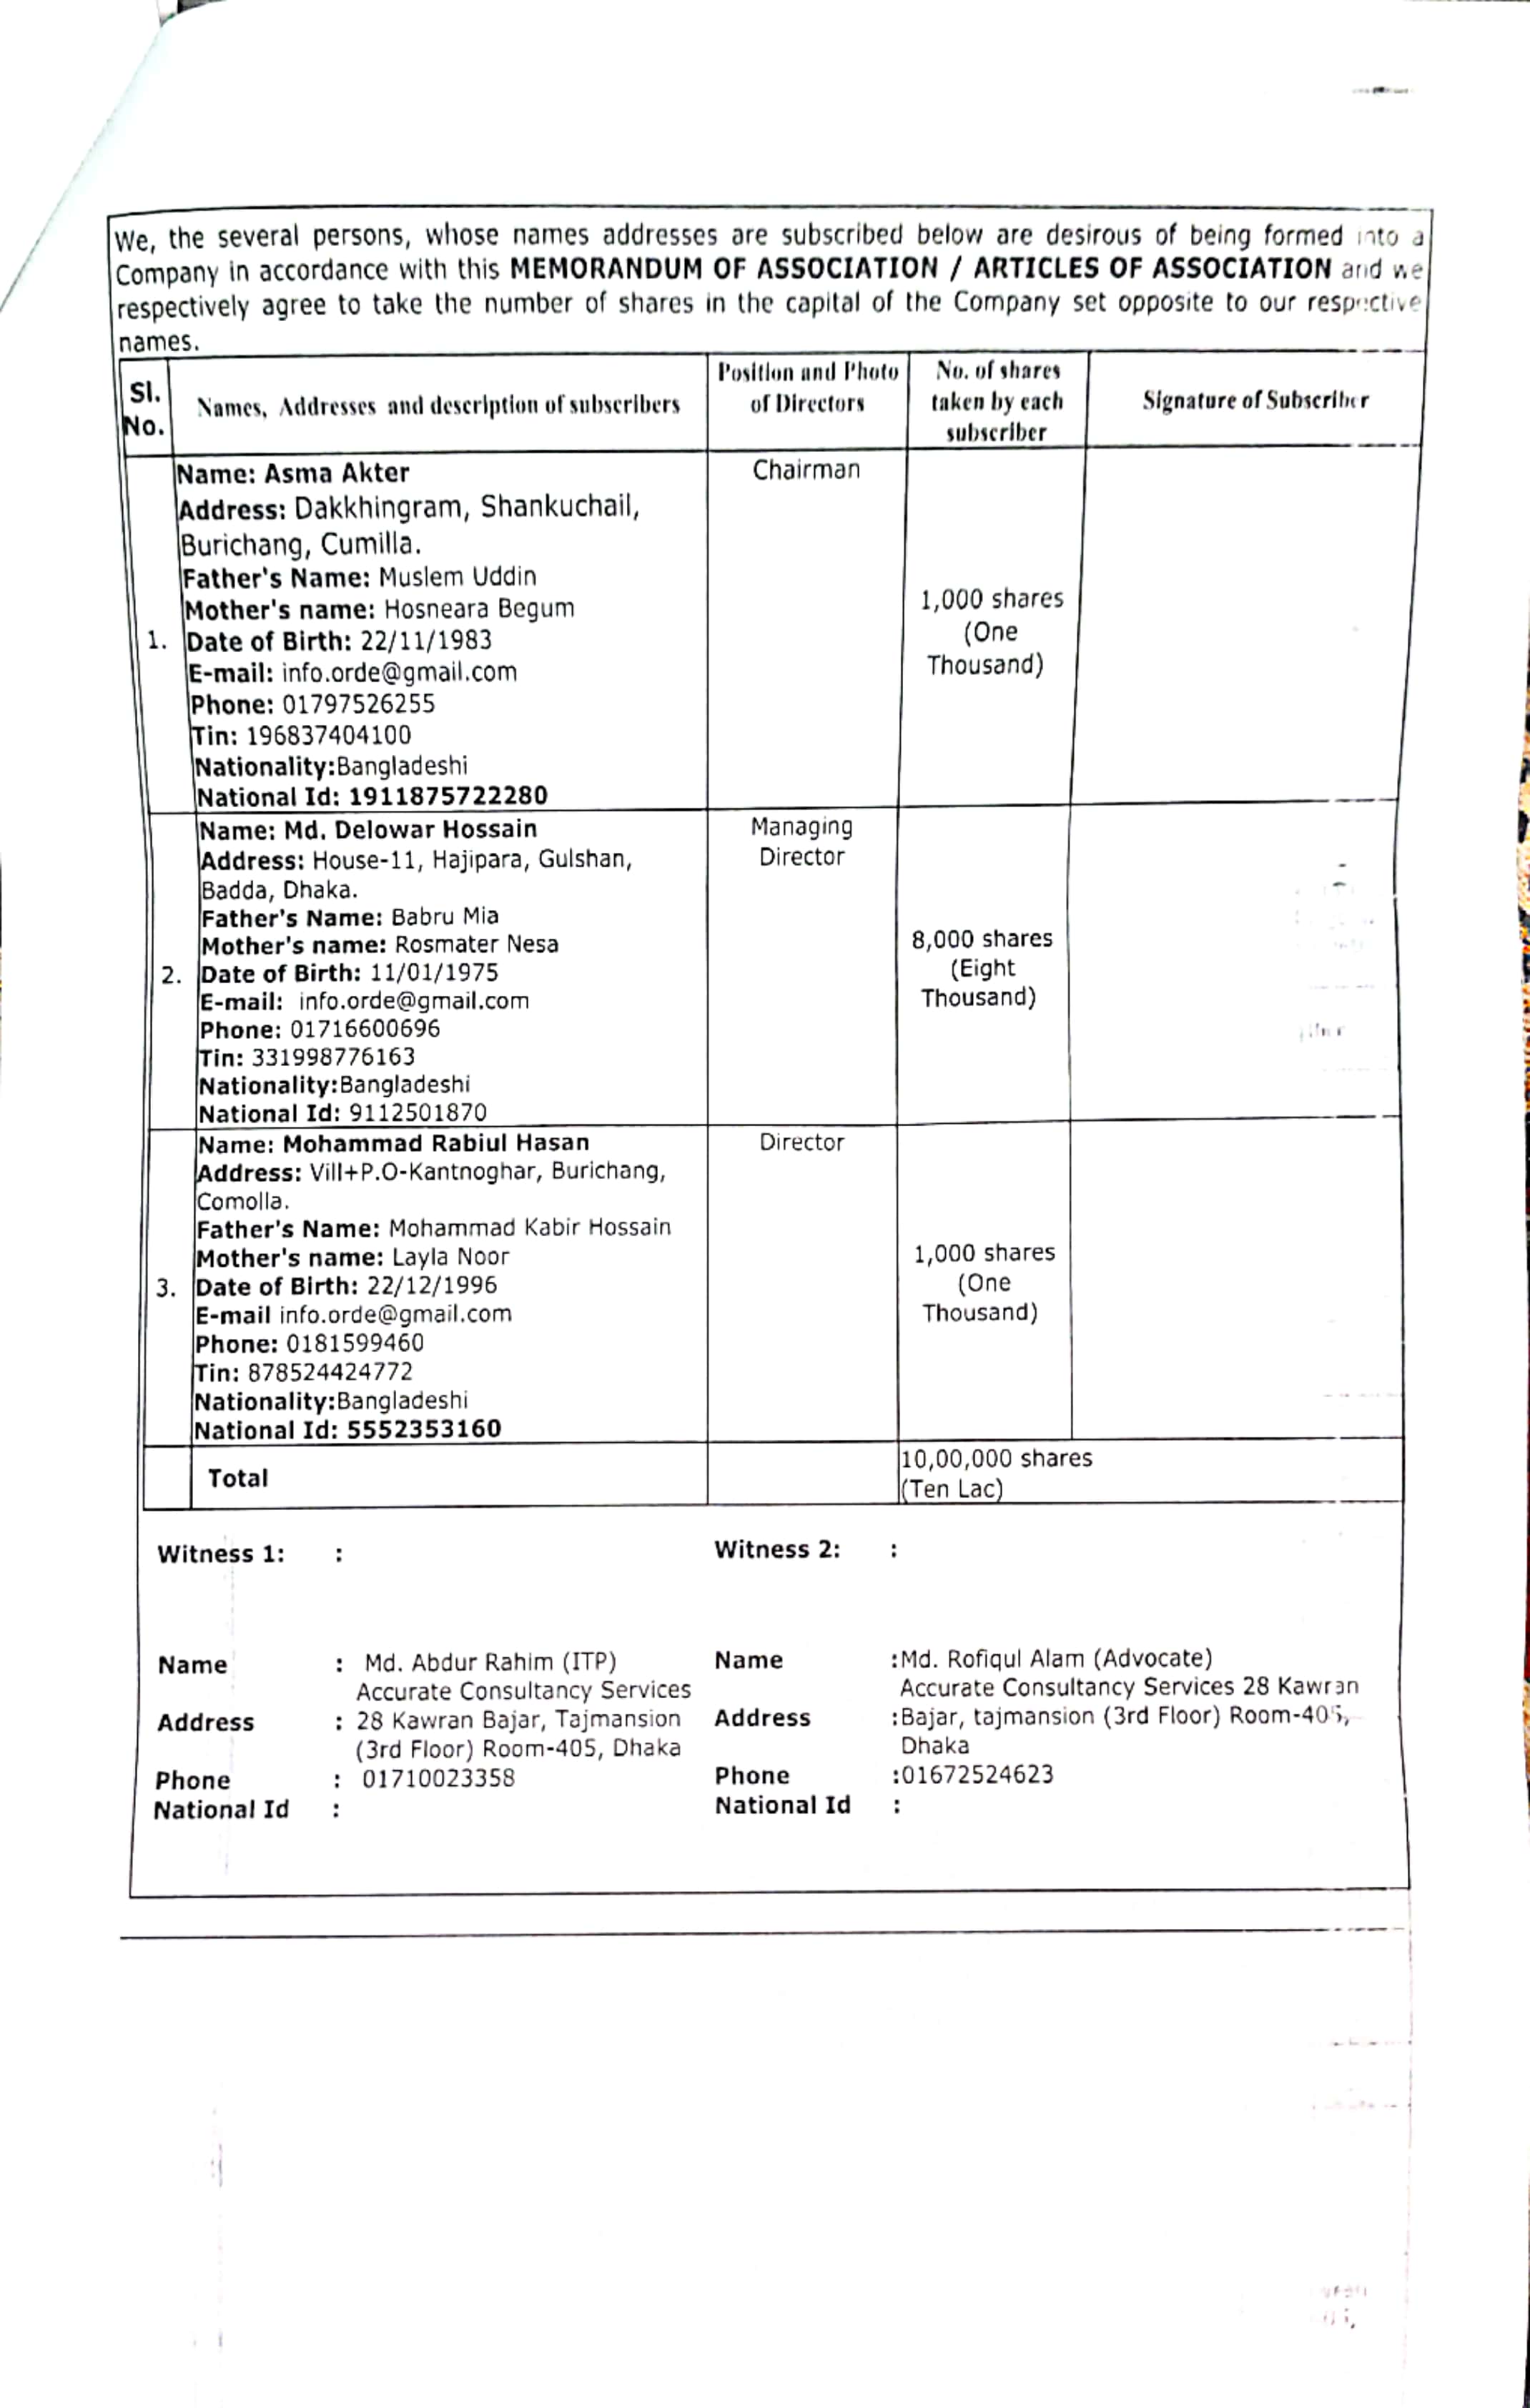 We, the several persons, whose names addresses are subscribed below are desirous of being formed into a
Company in accordance with this MEMORANDUM OF ASSOCIATION / ARTICLES OF ASSOCIATION and we
respectively agree to take the number of shares in the capital of the Company set opposite to our respective
names.
Sl. No.
Names, Addresses and description of subscribers
Position and Photo of Directors
No. of shares taken by each subscriber
Signature of Subscriber
1.
Name: Asma Akter
Address: Dakkhingram, Shankuchail,
Burichang, Cumilla.
Father's Name: Muslem Uddin
Mother's name: Hosneara Begum
Date of Birth: 22/11/1983
E-mail: info.orde@gmail.com
Phone: 01797526255
Tin: 196837404100
Nationality:Bangladeshi
National Id: 1911875722280
Chairman
1,000 shares
(One
Thousand)
2.
Name: Md. Delowar Hossain
Address: House-11, Hajipara, Gulshan,
Badda, Dhaka.
Father's Name: Babru Mia
Mother's name: Rosmater Nesa
Date of Birth: 11/01/1975
E-mail: info.orde@gmail.com
Phone: 01716600696
Tin: 331998776163
Nationality:Bangladeshi
National Id: 9112501870
Managing
Director
8,000 shares
(Eight
Thousand)
3.
Name: Mohammad Rabiul Hasan
Address: Vill+P.O-Kantnoghar, Burichang,
Comolla.
Father's Name: Mohammad Kabir Hossain
Mother's name: Layla Noor
Date of Birth: 22/12/1996
E-mail info.orde@gmail.com
Phone: 0181599460
Tin: 878524424772
Nationality:Bangladeshi
National Id: 5552353160
Director
1,000 shares
(One
Thousand)
Total
10,00,000 shares
(Ten Lac)
Witness 1: :
Name : Md. Abdur Rahim (ITP)
Accurate Consultancy Services
Address : 28 Kawran Bajar, Tajmansion
(3rd Floor) Room-405, Dhaka
Phone : 01710023358
National Id :
Witness 2: :
Name :Md. Rofiqul Alam (Advocate)
Accurate Consultancy Services 28 Kawran
Address :Bajar, tajmansion (3rd Floor) Room-405,
Dhaka
Phone :01672524623
National Id :